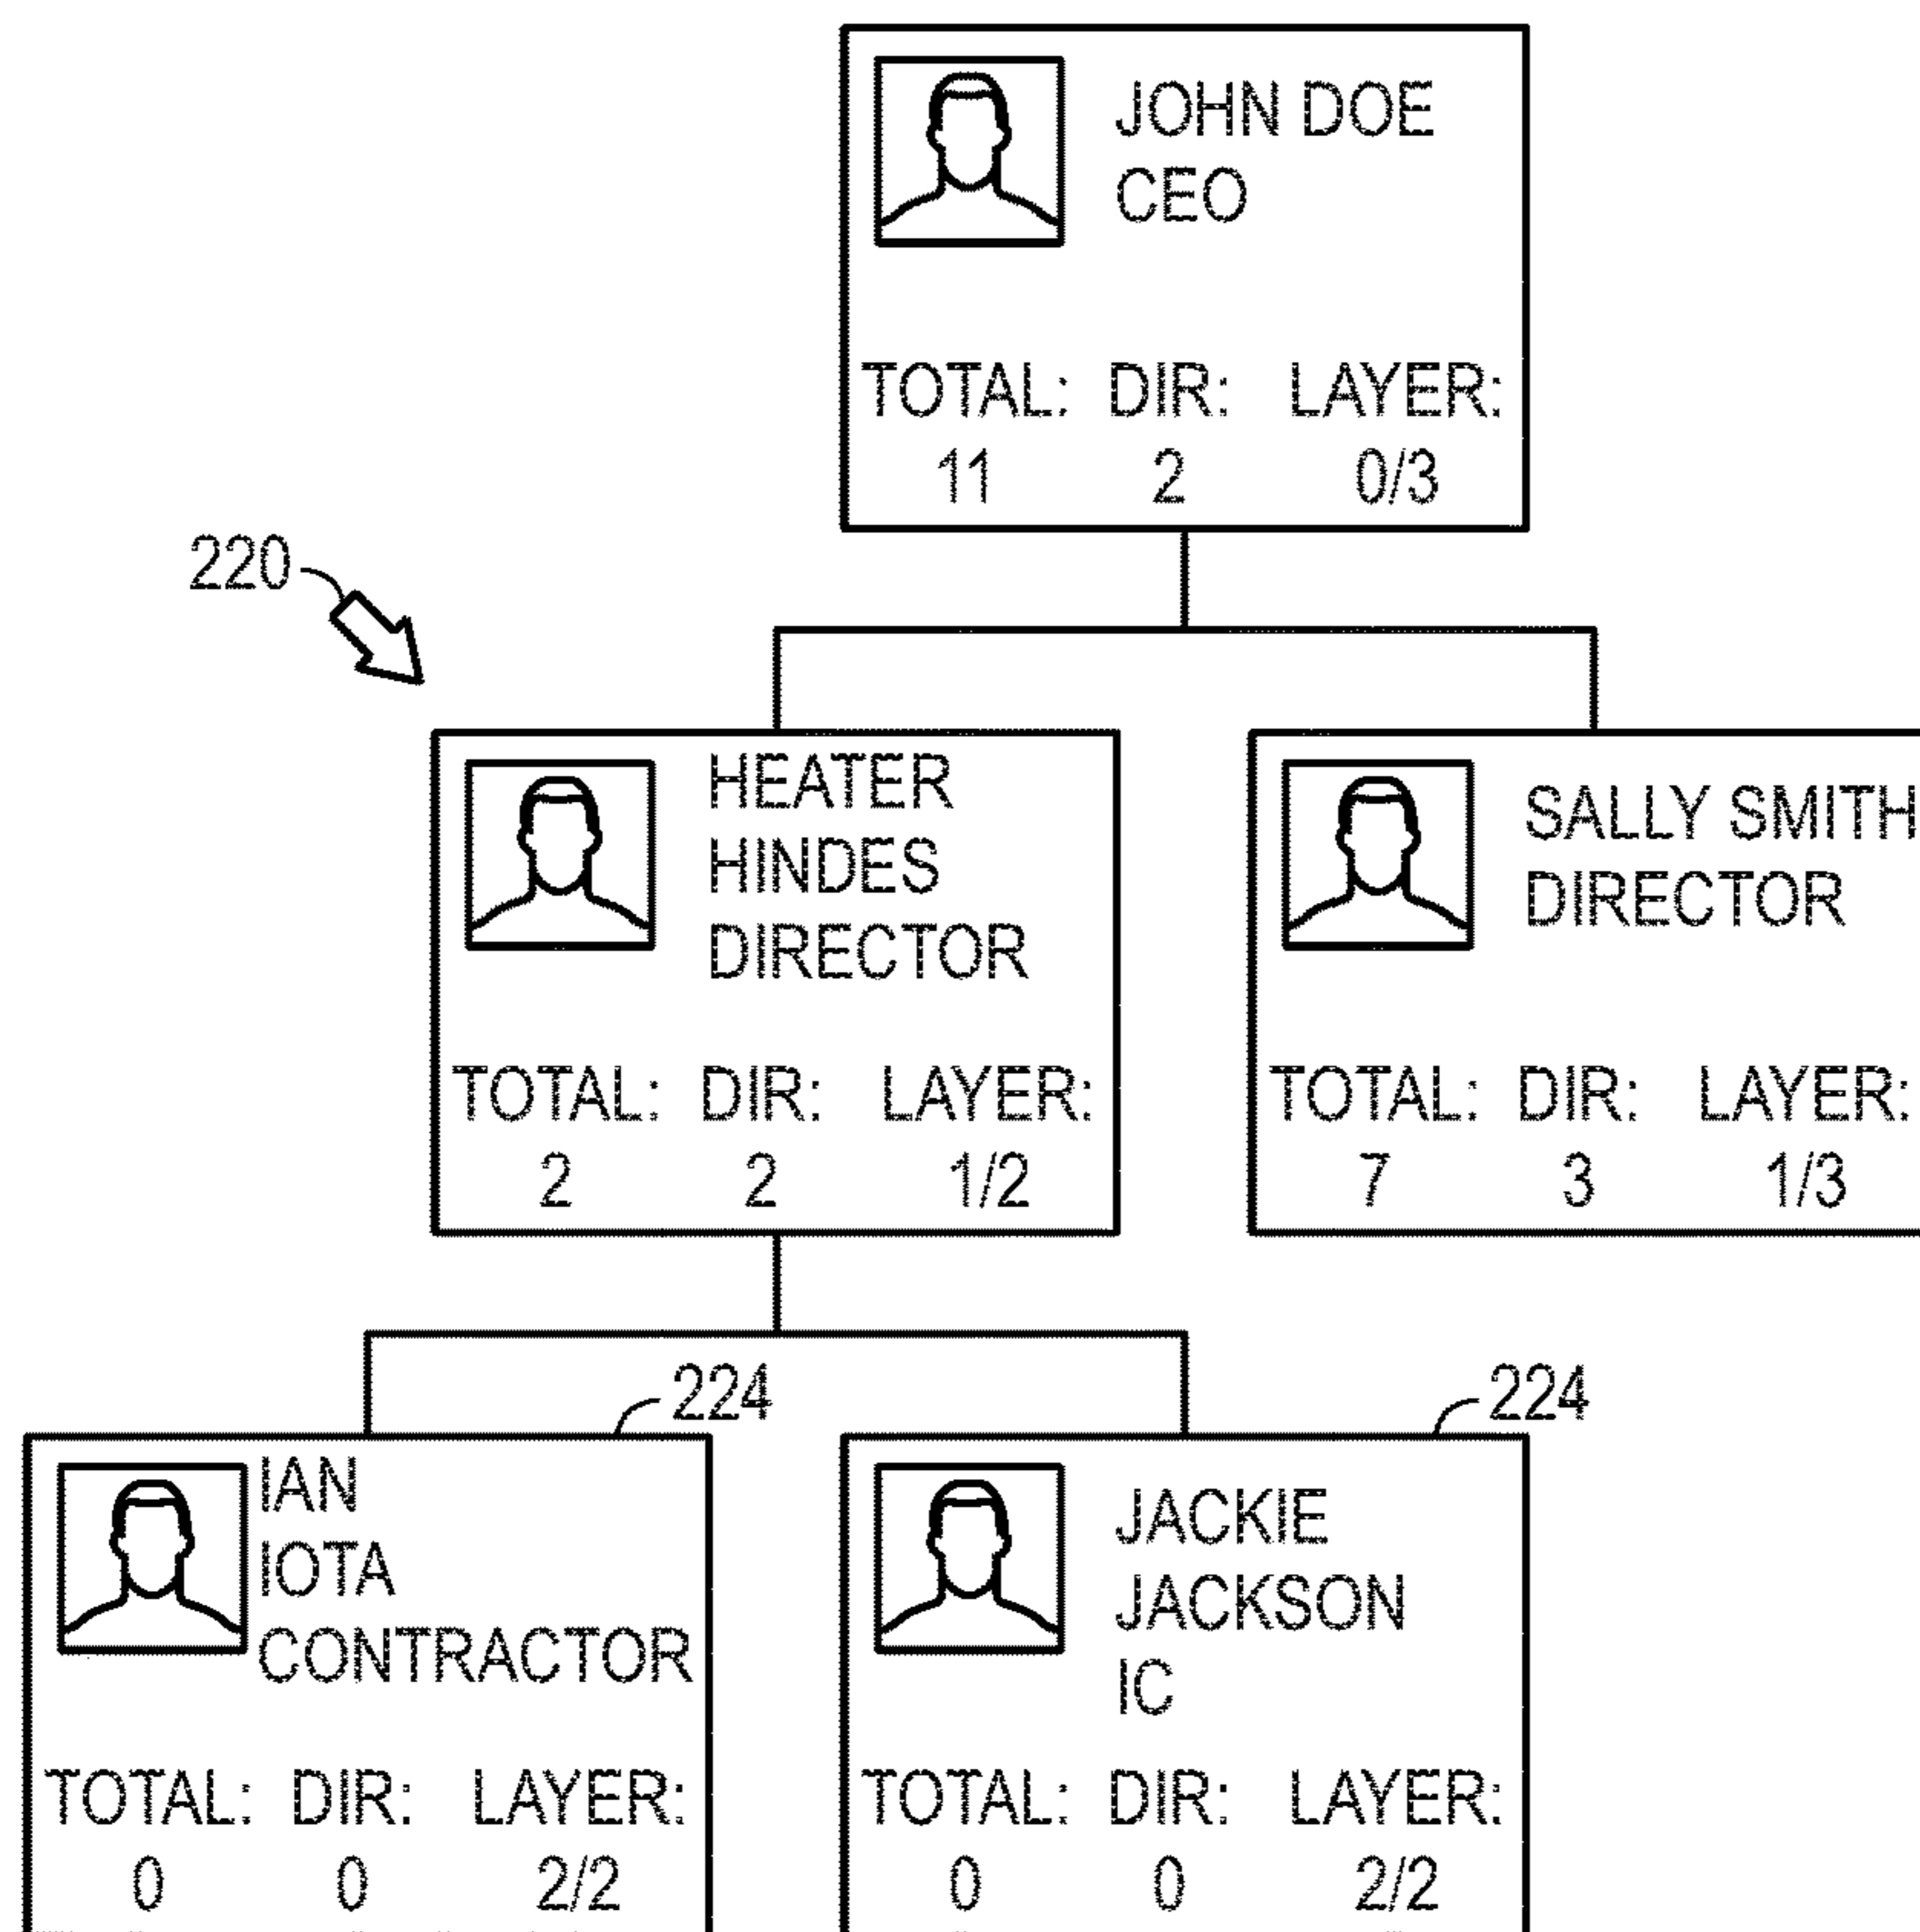 JOHN DOE
CEO
TOTAL: DIR: LAYER:
11 2 0/3
220
HEATER
HINDES
DIRECTOR
TOTAL: DIR: LAYER:
2 2 1/2
SALLY SMITH
DIRECTOR
TOTAL: DIR: LAYER:
7 3 1/3
224
IAN
IOTA
CONTRACTOR
TOTAL: DIR: LAYER:
0 0 2/2
224
JACKIE
JACKSON
IC
TOTAL: DIR: LAYER:
0 0 2/2